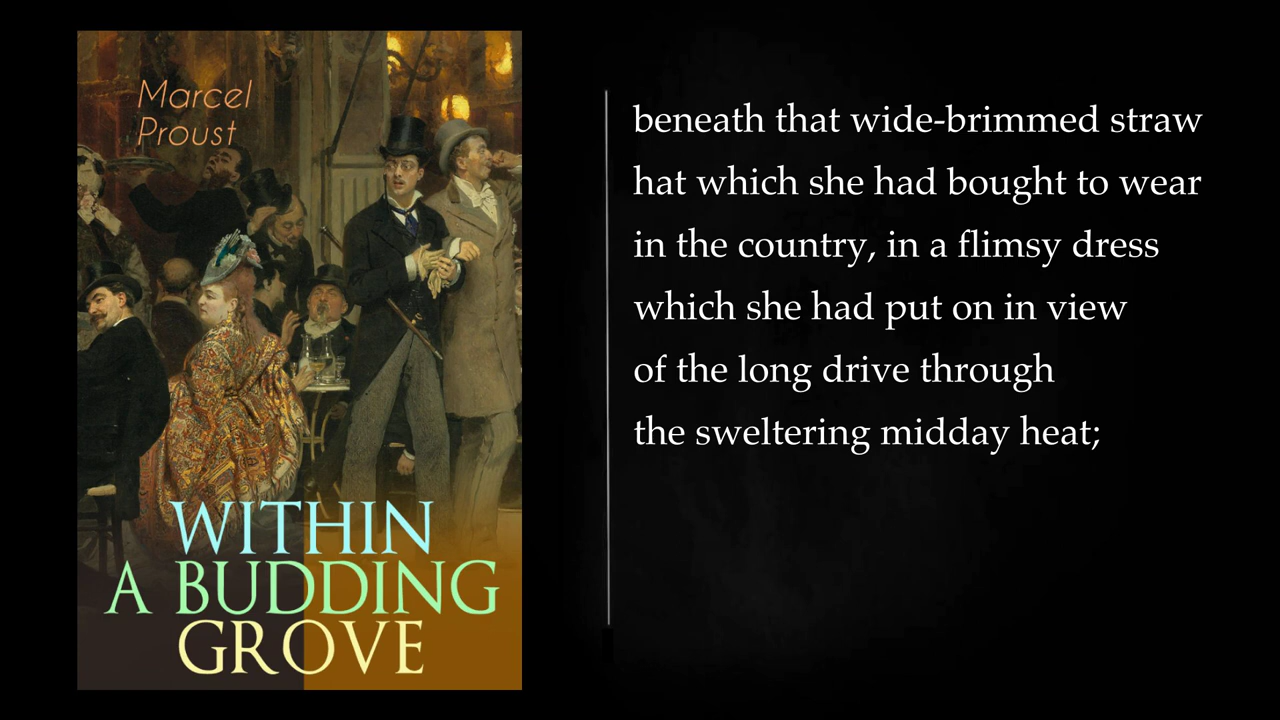 Marcel
Proust
WITHIN
A BUDDING
GROVE
beneath that wide-brimmed straw
hat which she had bought to wear
in the country, in a flimsy dress
which she had put on in view
of the long drive through
the sweltering midday heat;